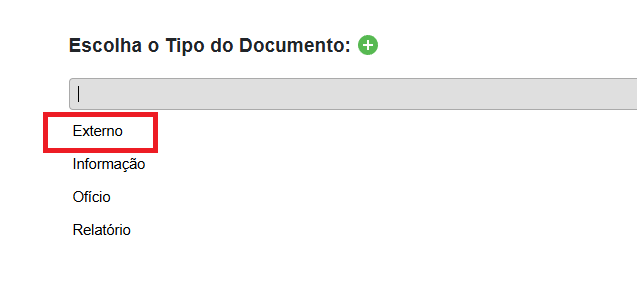 Escolha o Tipo do Documento:
Externo
Informação
Ofício
Relatório